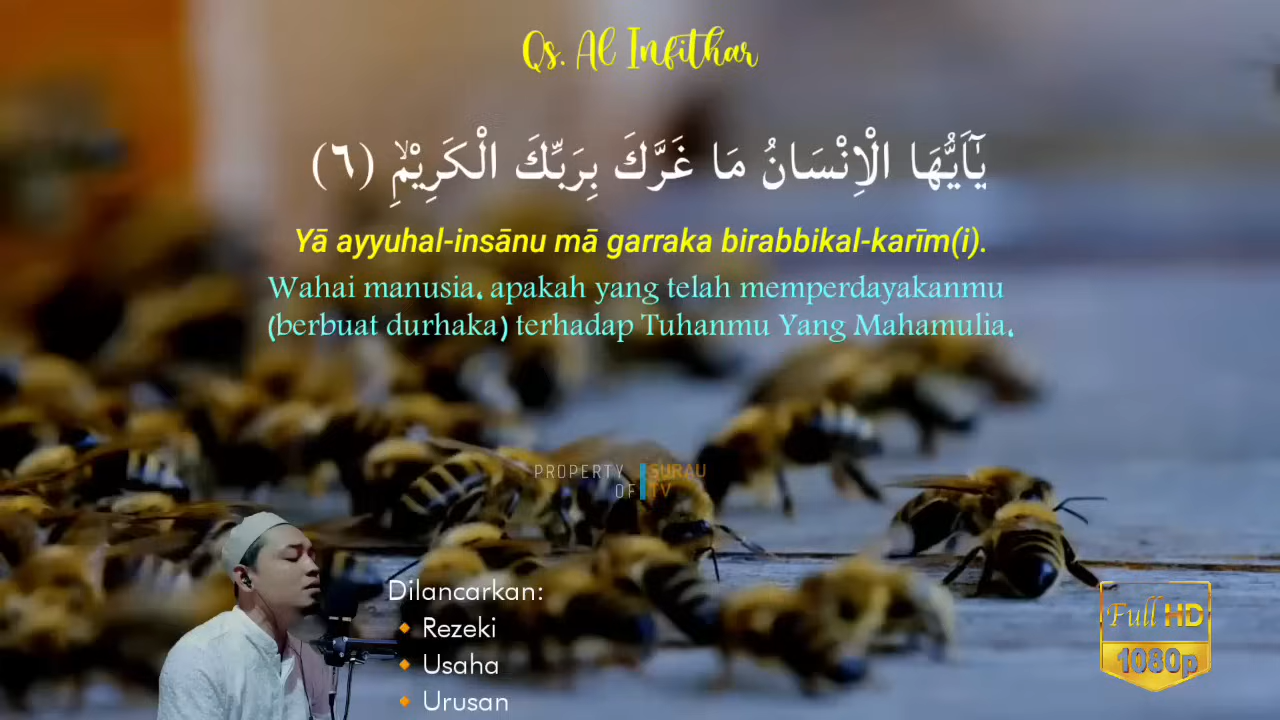 Qs. Al Infithar
يٰٓاَيُّهَا الْاِنْسَانُ مَا غَرَّكَ بِرَبِّكَ الْكَرِيْمِۙ (٦)
Yā ayyuhal-insānu mā garraka birabbikal-karīm(i).
Wahai manusia, apakah yang telah memperdayakanmu
(berbuat durhaka) terhadap Tuhanmu Yang Mahamulia,
PROPERTY OF SURAU TV
Dilancarkan:
🔸 Rezeki
🔸 Usaha
🔸 Urusan
Full HD
1080p